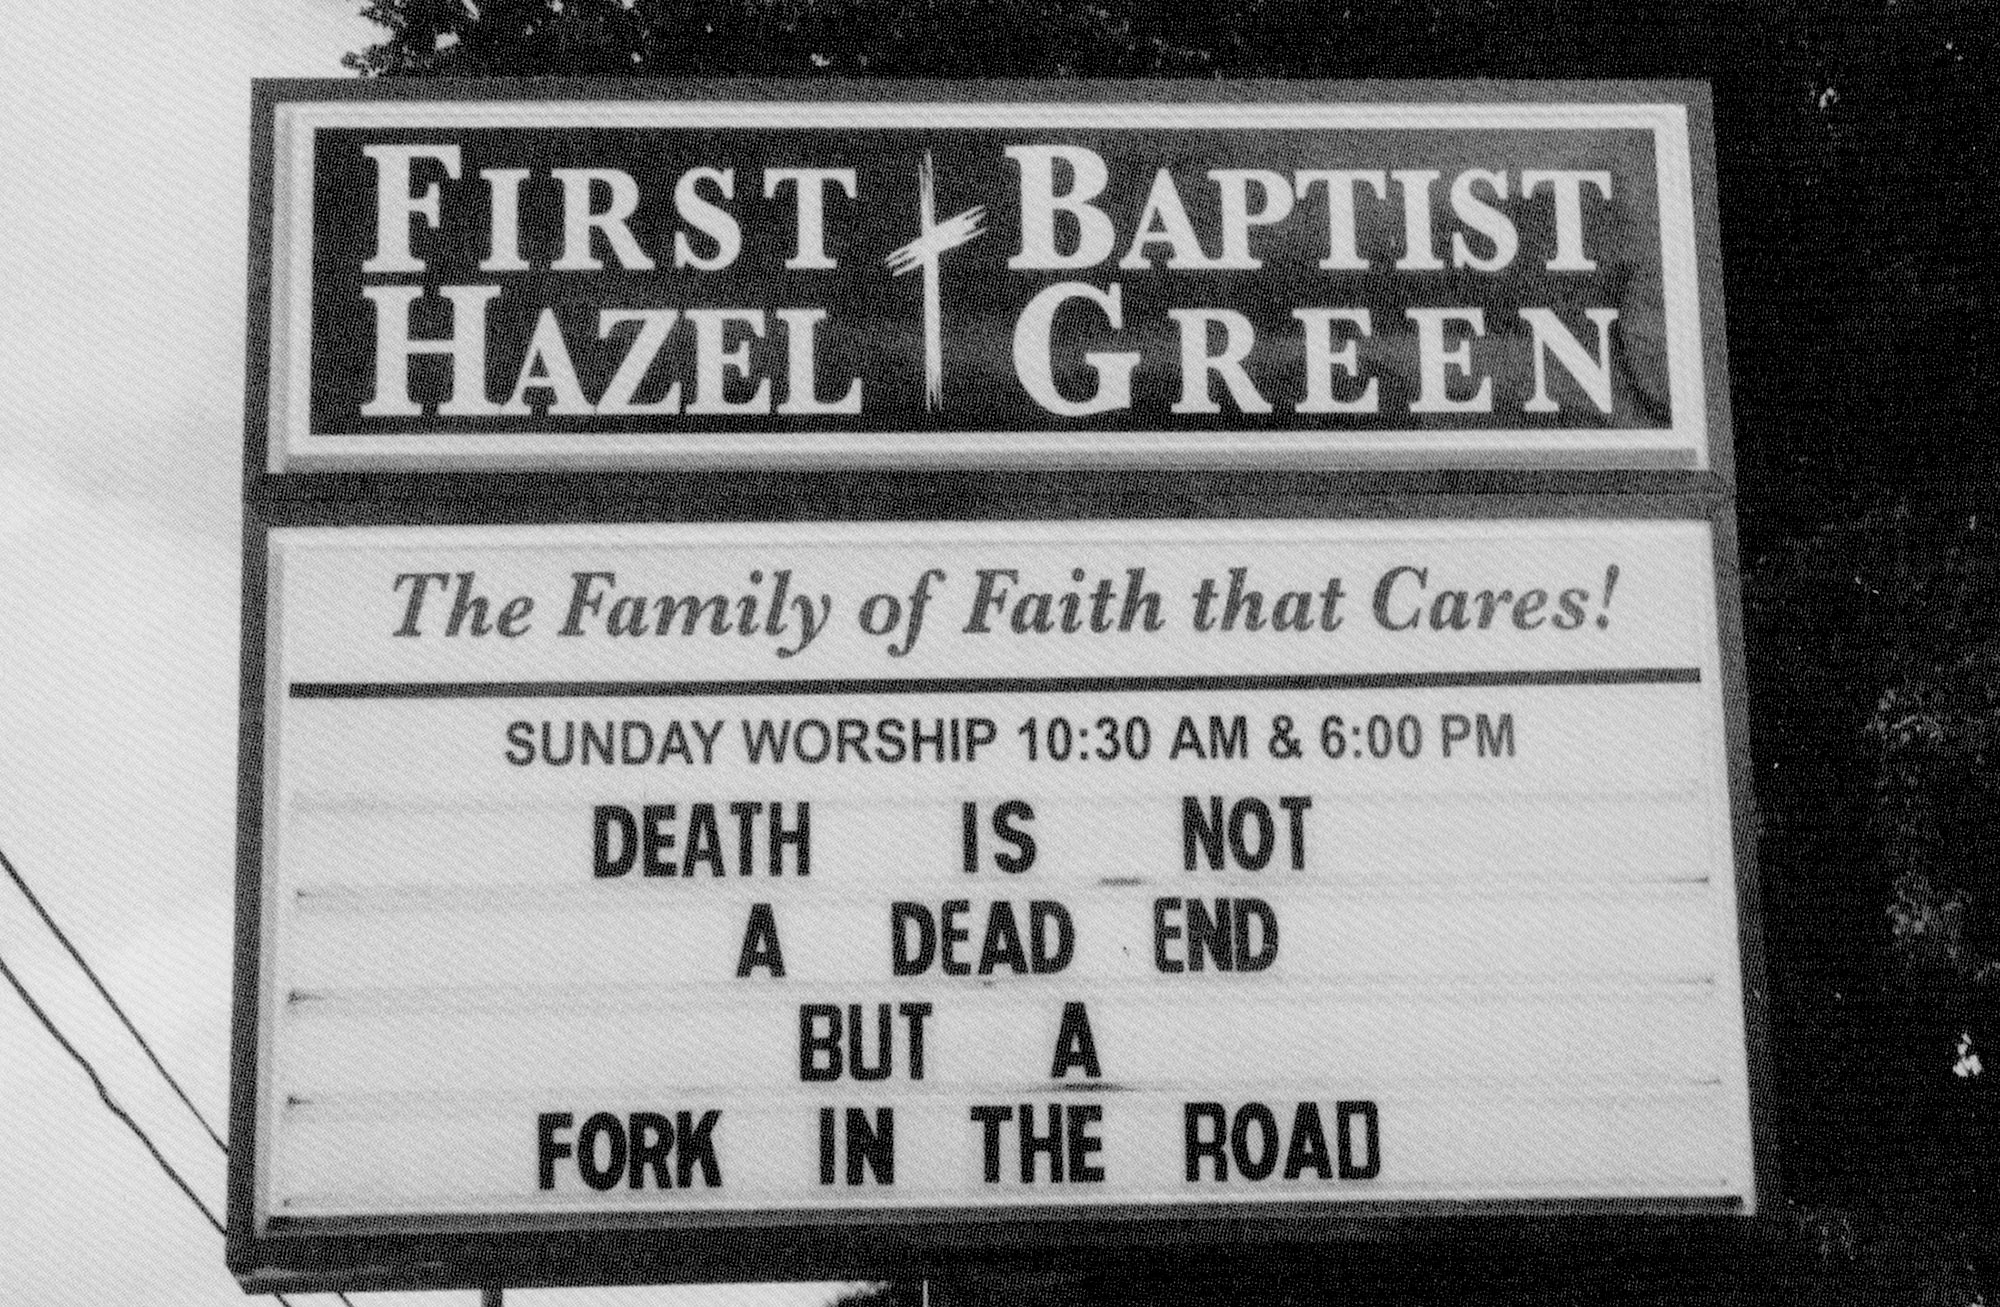 FIRST BAPTIST
HAZEL GREEN
The Family of Faith that Cares!
SUNDAY WORSHIP 10:30 AM & 6:00 PM
DEATH IS NOT
A DEAD END
BUT A
FORK IN THE ROAD